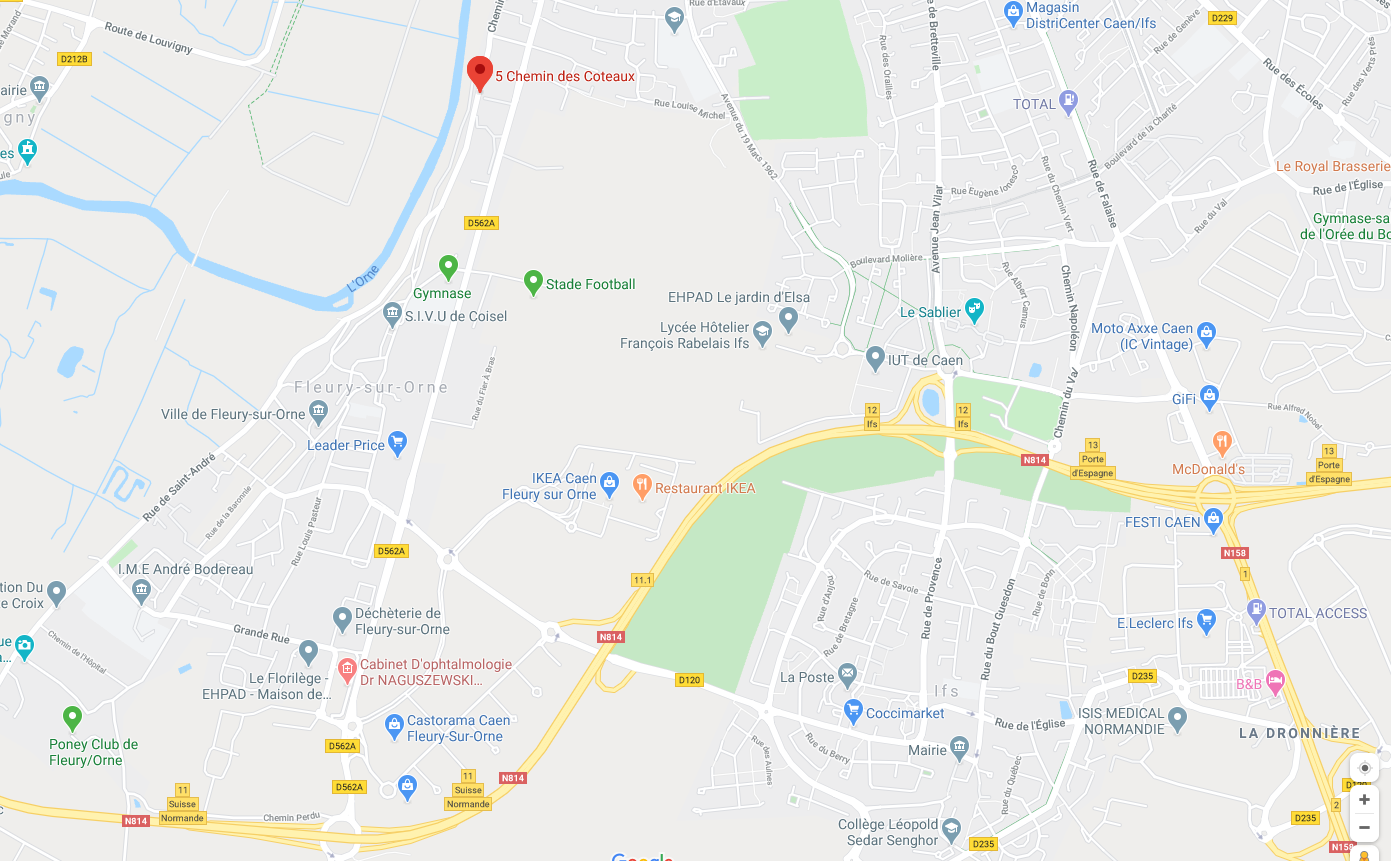 Rue d'Étavaux
Route de Louvigny
D212B
airie
gny
es
Chemin
5 Chemin des Coteaux
Rue Louise Michel
Avenue du 19 Mars 1962
Rue des Orailles
e de Bretteville
Magasin
DistriCenter Caen/Ifs
D229
Rue de Genève
Rue des Écoles
Rue des Verts Prés
TOTAL
Boulevard de la Charité
Rue de Falaise
Rue du Chemin Vert
Rue Eugène Ionesco
Le Royal Brasserie
Rue de l'Église
Rue du Val
Gymnase-sa
de l'Orée du Bo
D562A
L'Orne
Gymnase
Stade Football
S.I.V.U de Coisel
Avenue Jean Vilar
Boulevard Molière
Rue Albert Camus
Chemin Napoléon
EHPAD Le jardin d'Elsa
Lycée Hôtelier
François Rabelais Ifs
Le Sablier
IUT de Caen
Moto Axxe Caen
(IC Vintage)
Fleury-sur-Orne
Rue du Fier À Bras
Ville de Fleury-sur-Orne
Leader Price
Chemin du Val
GiFi
Rue Alfred Nobel
12
Ifs
12
Ifs
13
Porte
d'Espagne
13
Porte
d'Espagne
N814
McDonald's
Rue de Saint-André
Rue de la Baronnie
Rue Louis Pasteur
IKEA Caen
Fleury sur Orne
Restaurant IKEA
FESTI CAEN
D562A
N158
1
I.M.E André Bodereau
tion Du
e Croix
11.1
Rue de Savoie
Rue d'Anjou
Rue de Bretagne
Rue de Provence
Rue du Bout Guesdon
Rue de Bonn
Déchèterie de
Fleury-sur-Orne
Grande Rue
N814
TOTAL ACCESS
E.Leclerc Ifs
ue
...
Chemin de l'Hôpital
Le Florilège -
EHPAD - Maison de...
Cabinet D'ophtalmologie
Dr NAGUSZEWSKI...
D120
La Poste
Ifs
D235
B&B
Coccimarket
Rue de l'Église
ISIS MEDICAL
NORMANDIE
LA DRONNIÈRE
Poney Club de
Fleury/Orne
Castorama Caen
Fleury-Sur-Orne
D562A
Rue des Aulnes
Rue du Berry
Mairie
Rue du Québec
11
Suisse
Normande
D562A
11
Suisse
Normande
N814
N814
Chemin Perdu
D120
2
D235
Collège Léopold
Sedar Senghor
D235
N158
Google